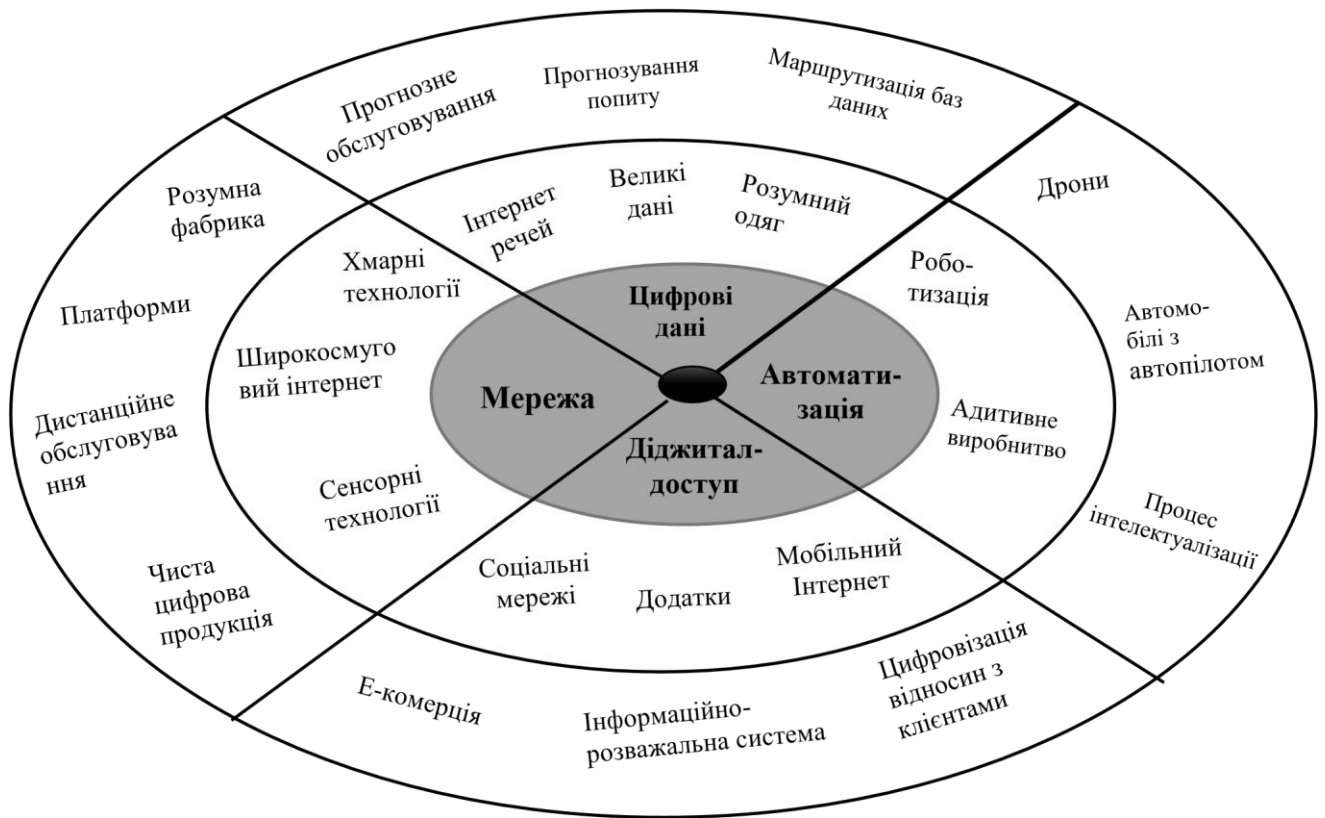 Прогнозне
обслуговування
Прогнозування
попиту
Маршрутизація баз
даних
Розумна
фабрика
Платформи
Дистанційне
обслуговува
ння
Чиста
цифрова
продукція
Інтернет
речей
Великі
дані
Розумний
одяг
Хмарні
технології
Широкосмуго
вий інтернет
Сенсорні
технології
Цифрові
дані
Мережа
Автомати-
зація
Діджитал-
доступ
Робо-
тизація
Адитивне
виробнитво
Дрони
Автомо-
білі з
автопілотом
Процес
інтелектуалізації
Соціальні
мережі
Додатки
Мобільний
Інтернет
Е-комерція
Інформаційно-
розважальна система
Цифровізація
відносин з
клієнтами